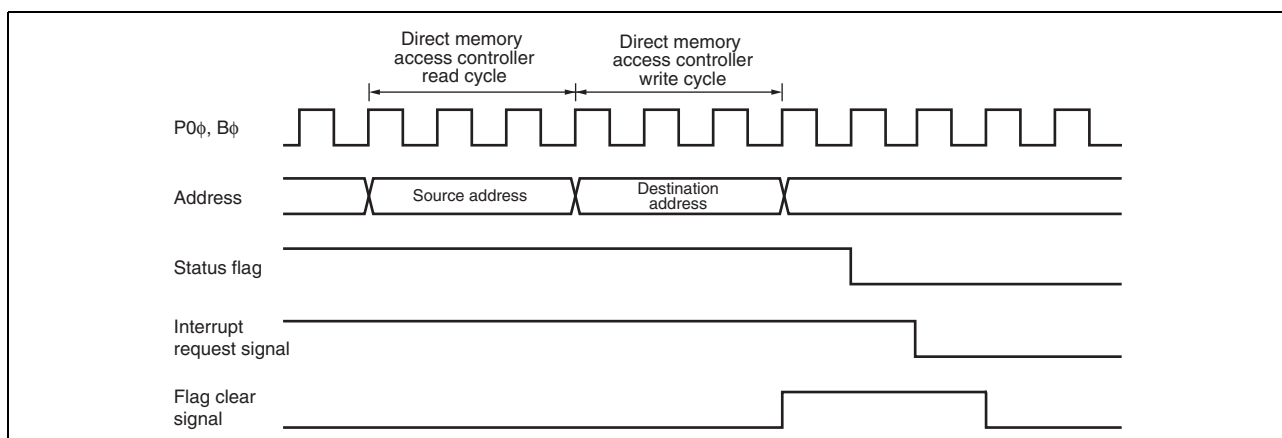 Direct memory
access controller
read cycle
Direct memory
access controller
write cycle
P0ϕ, Bϕ
Address
Source address
Destination
address
Status flag
Interrupt
request signal
Flag clear
signal